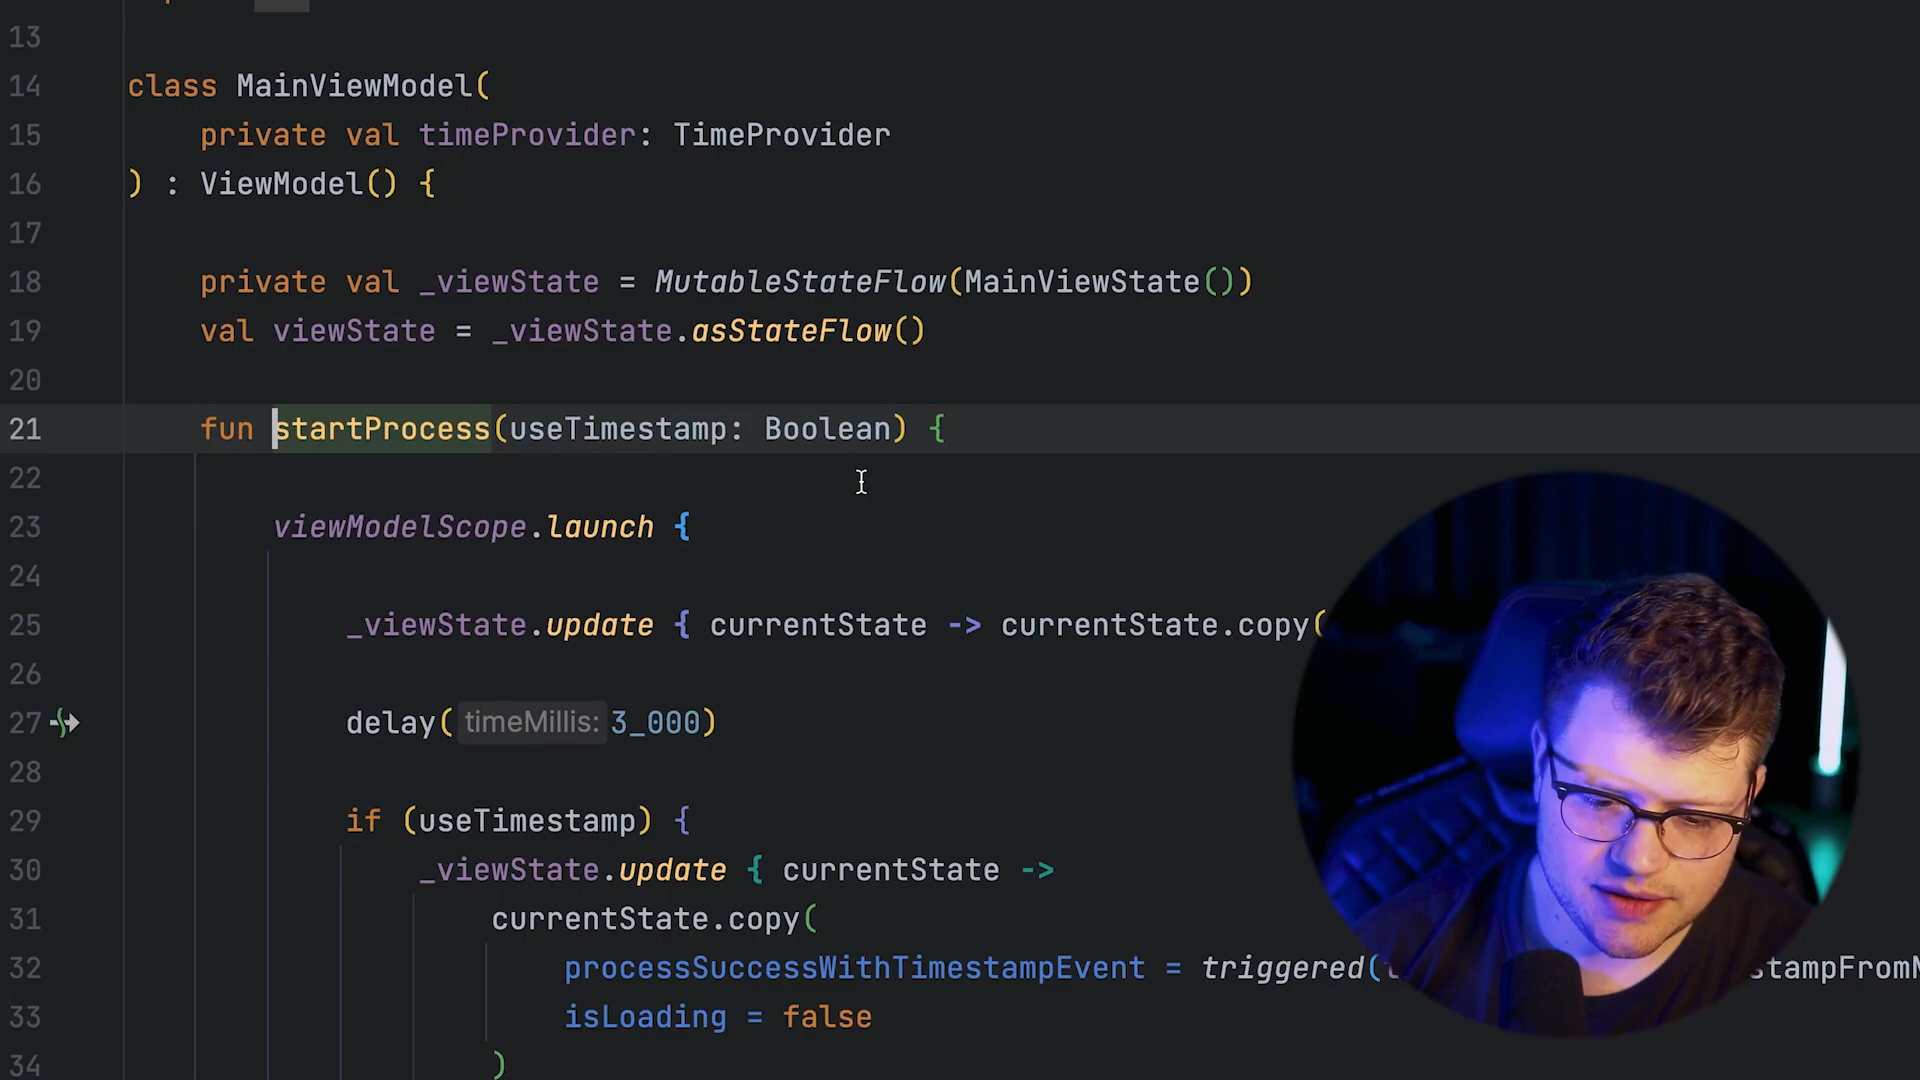 13
14 class MainViewModel(
15 private val timeProvider: TimeProvider
16 ) : ViewModel() {
17
18 private val _viewState = MutableStateFlow(MainViewState())
19 val viewState = _viewState.asStateFlow()
20
21 fun startProcess(useTimestamp: Boolean) {
22
23 viewModelScope.launch {
24
25 _viewState.update { currentState -> currentState.copy(
26
27 delay( timeMillis: 3_000)
28
29 if (useTimestamp) {
30 _viewState.update { currentState ->
31 currentState.copy(
32 processSuccessWithTimestampEvent = triggered(
33 isLoading = false
34 )